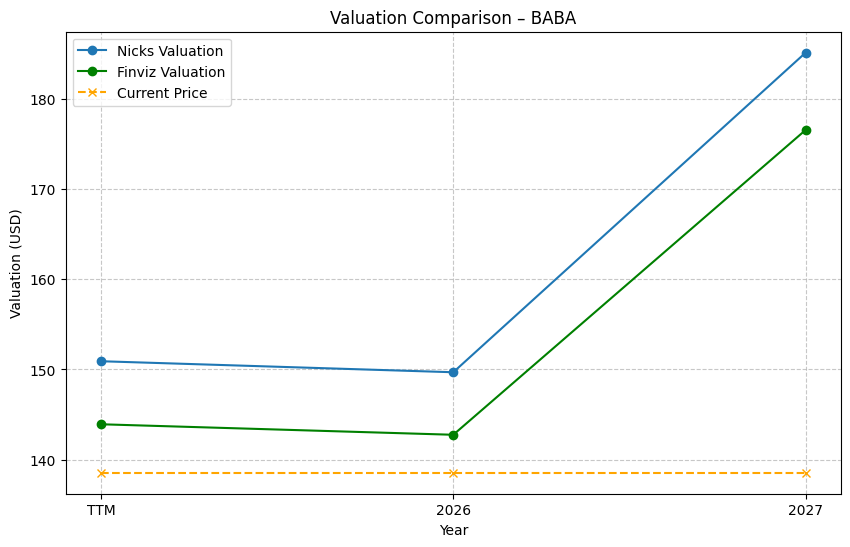 Valuation Comparison – BABA
Nicks Valuation
Finviz Valuation
Current Price
Valuation (USD)
180
170
160
150
140
TTM
2026
2027
Year